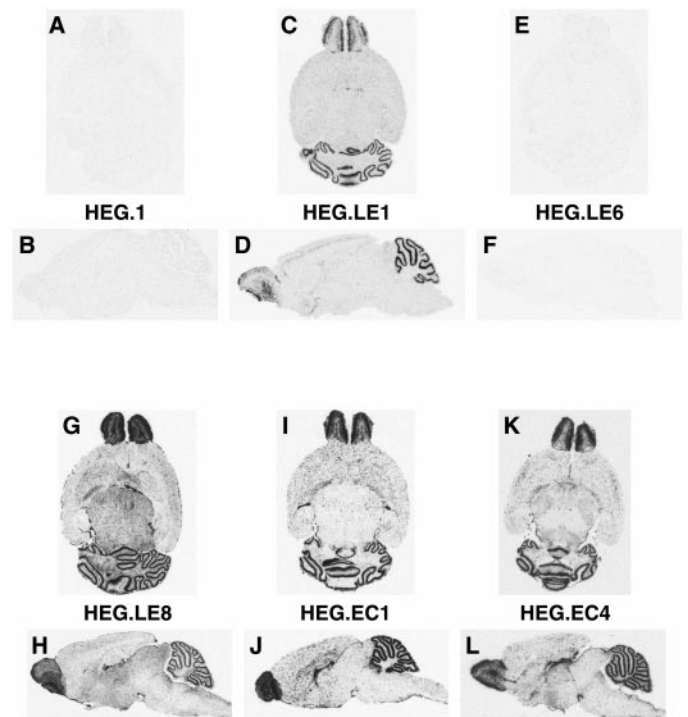 A C E
HEG.1 HEG.LE1 HEG.LE6
B D F
G I K
HEG.LE8 HEG.EC1 HEG.EC4
H J L